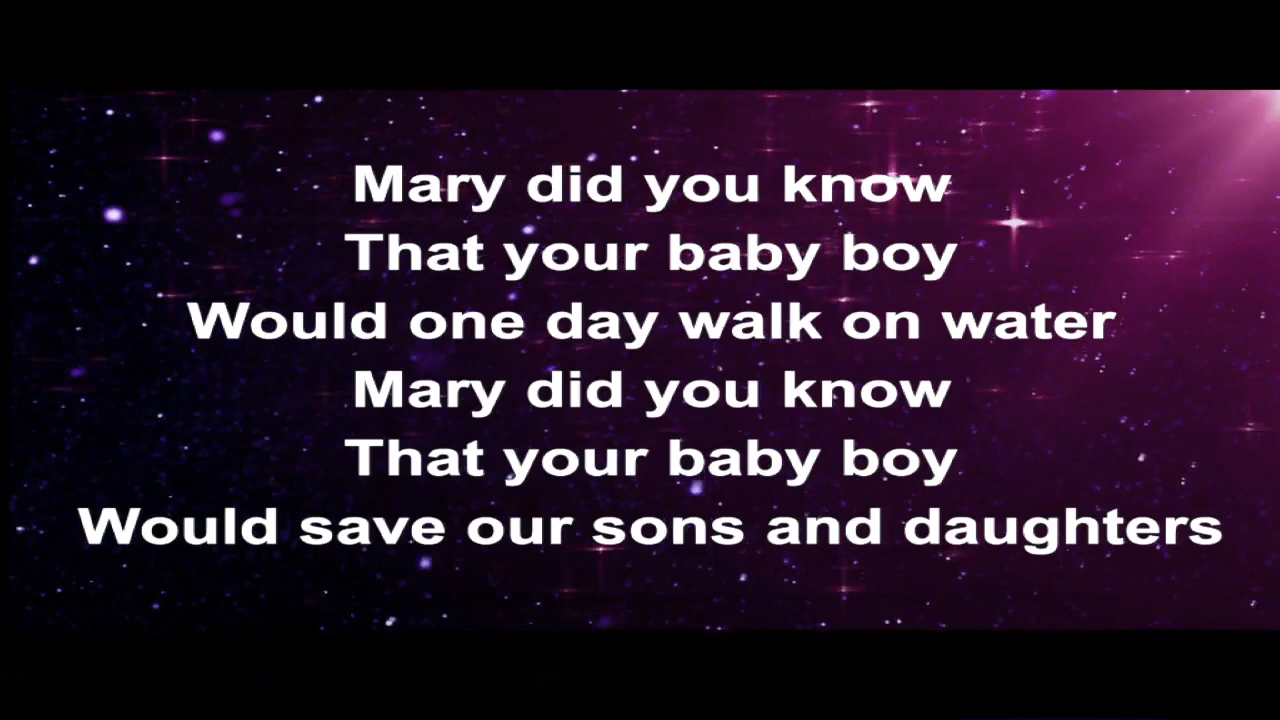 Mary did you know
That your baby boy
Would one day walk on water
Mary did you know
That your baby boy
Would save our sons and daughters